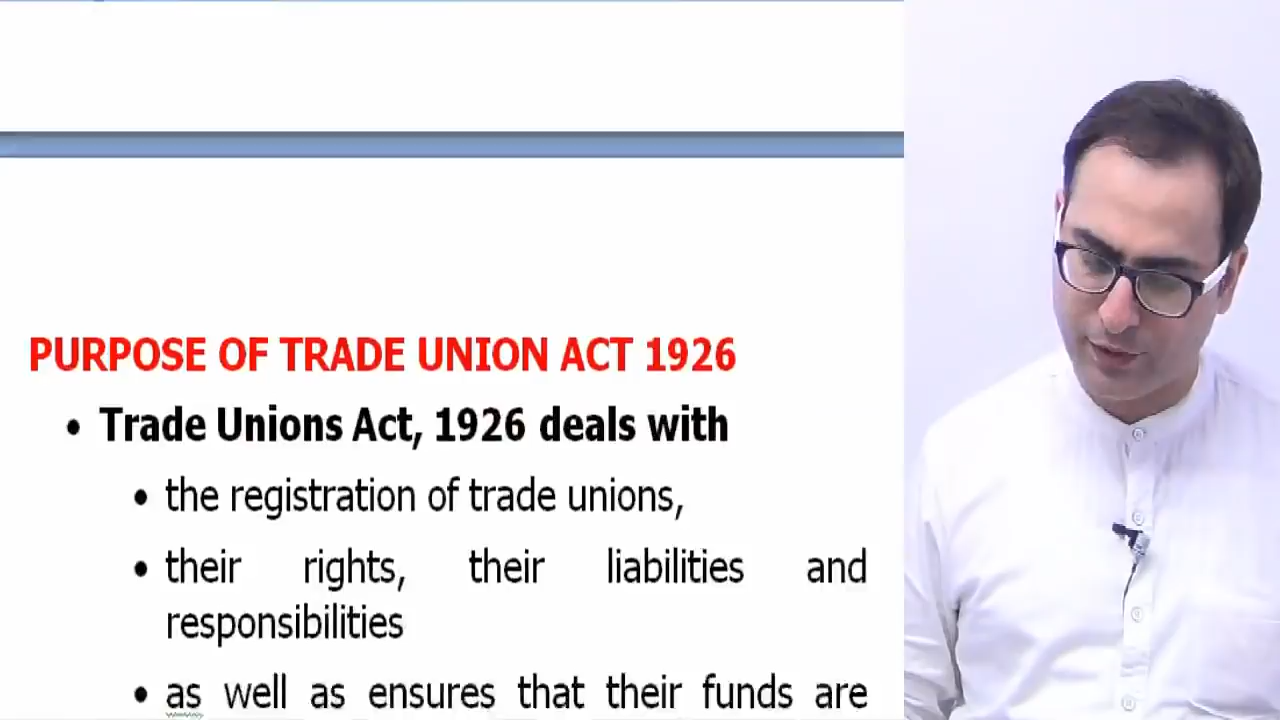 PURPOSE OF TRADE UNION ACT 1926
• Trade Unions Act, 1926 deals with
• the registration of trade unions,
• their rights, their liabilities and
responsibilities
• as well as ensures that their funds are